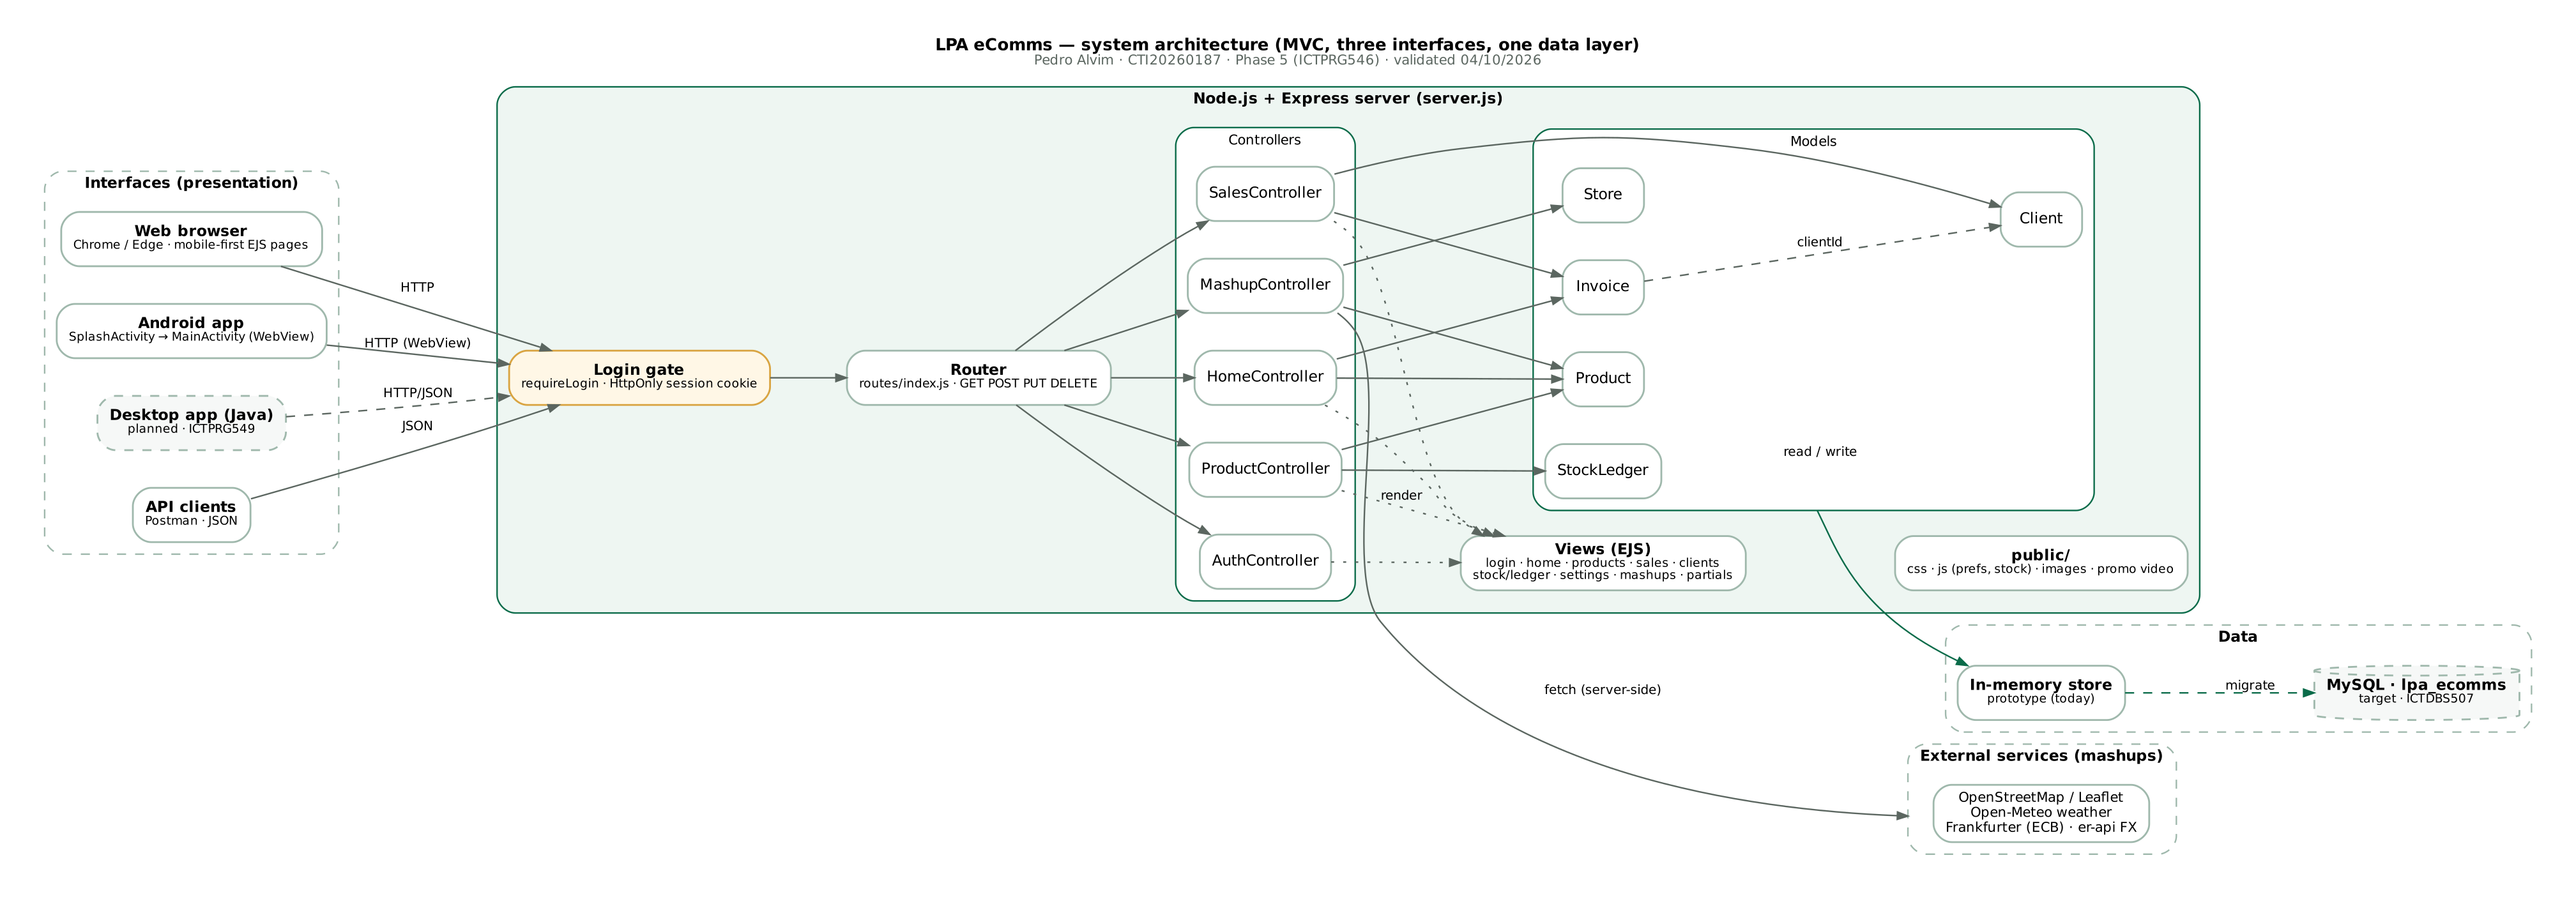 LPA eComms — system architecture (MVC, three interfaces, one data layer)
Pedro Alvim · CTI20260187 · Phase 5 (ICTPRG546) · validated 04/10/2026
Interfaces (presentation)
Web browser
Chrome / Edge · mobile-first EJS pages
Android app
SplashActivity → MainActivity (WebView)
Desktop app (Java)
planned · ICTPRG549
API clients
Postman · JSON
HTTP
HTTP (WebView)
HTTP/JSON
JSON
Node.js + Express server (server.js)
Login gate
requireLogin · HttpOnly session cookie
Router
routes/index.js · GET POST PUT DELETE
Controllers
SalesController
MashupController
HomeController
ProductController
AuthController
render
Models
Store
Invoice
Product
StockLedger
clientId
Client
read / write
Views (EJS)
login · home · products · sales · clients
stock/ledger · settings · mashups · partials
public/
css · js (prefs, stock) · images · promo video
fetch (server-side)
Data
In-memory store
prototype (today)
migrate
MySQL · lpa_ecomms
target · ICTDBS507
External services (mashups)
OpenStreetMap / Leaflet
Open-Meteo weather
Frankfurter (ECB) · er-api FX